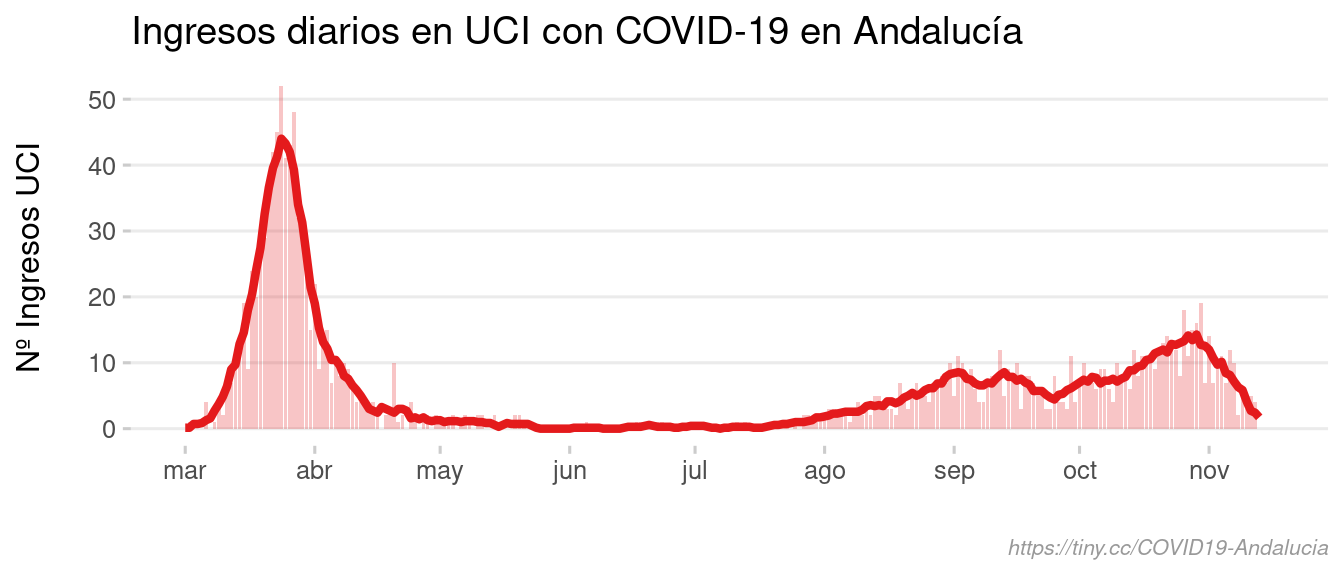 Ingresos diarios en UCI con COVID-19 en Andalucía
Nº Ingresos UCI
50
40
30
20
10
0
mar abr may jun jul ago sep oct nov
https://tiny.cc/COVID19-Andalucia